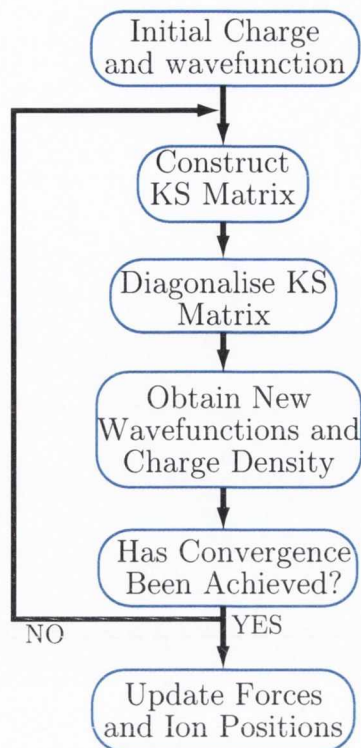 Initial Charge
and wavefunction
Construct
KS Matrix
Diagonalise KS
Matrix
Obtain New
Wavefunctions and
Charge Density
Has Convergence
Been Achieved?
NO
YES
Update Forces
and Ion Positions